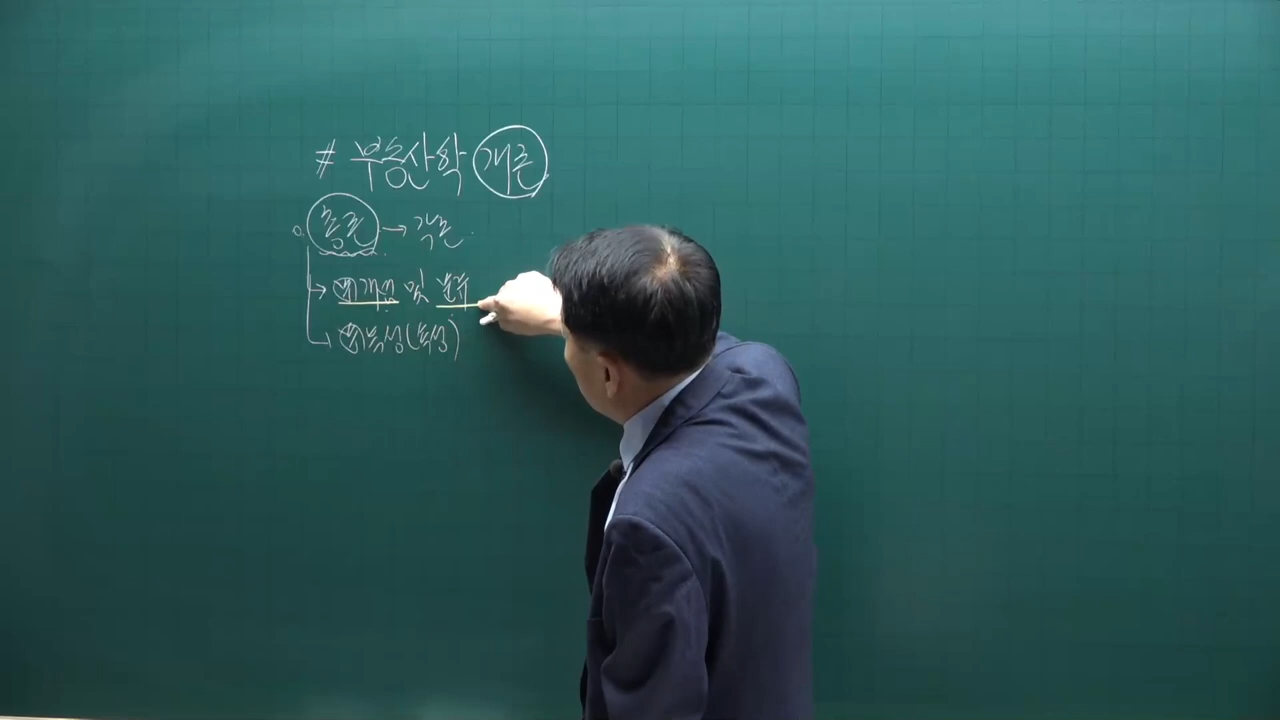 # 부동산학 개론
o. 총론 → 각론.
→ 개념 및 분류
→ 특성(속성)